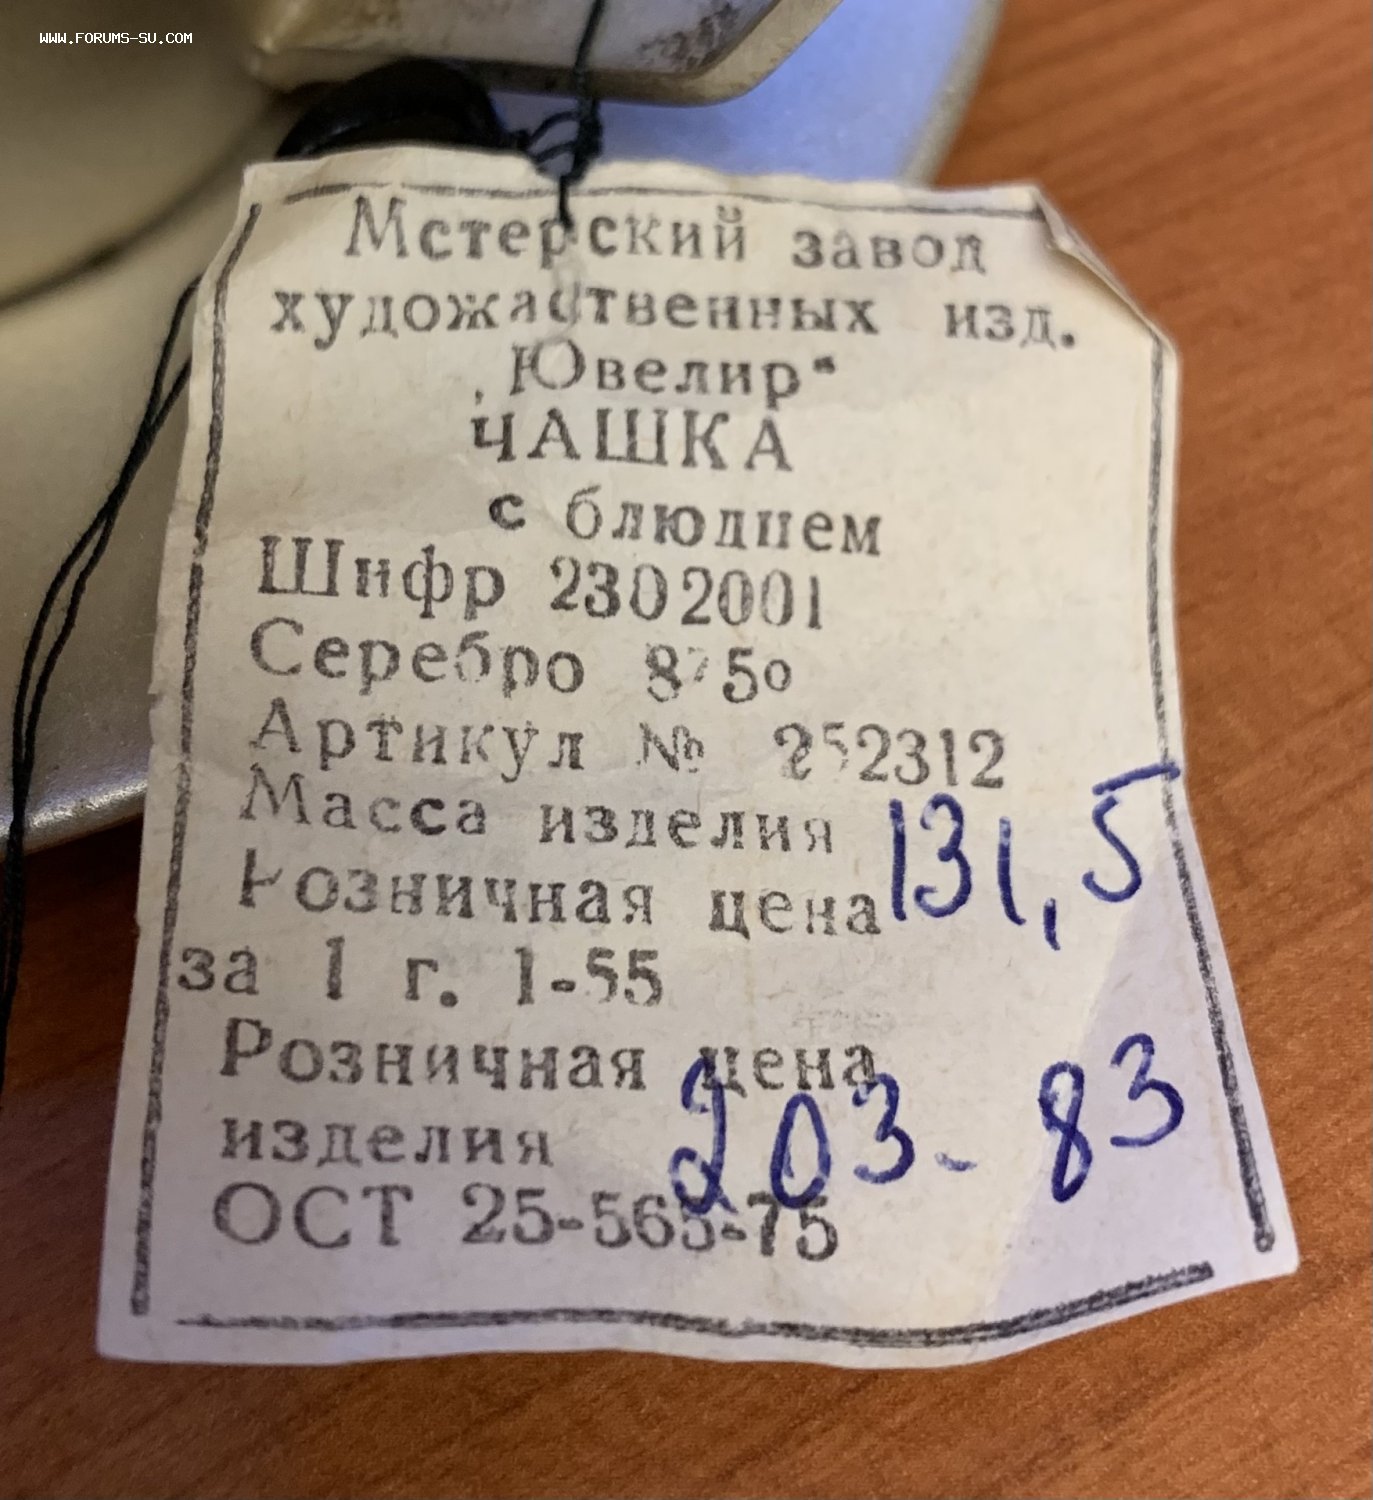 WWW.FORUMS-SU.COM
Мстерский завод
художественных изд.
„Ювелир“
ЧАШКА
с блюдцем
Шифр 2302001
Серебро 875°
Артикул № 252312
Масса изделия 131,5
Розничная цена
за 1 г. 1-55
Розничная цена
изделия 203-83
ОСТ 25-565-75